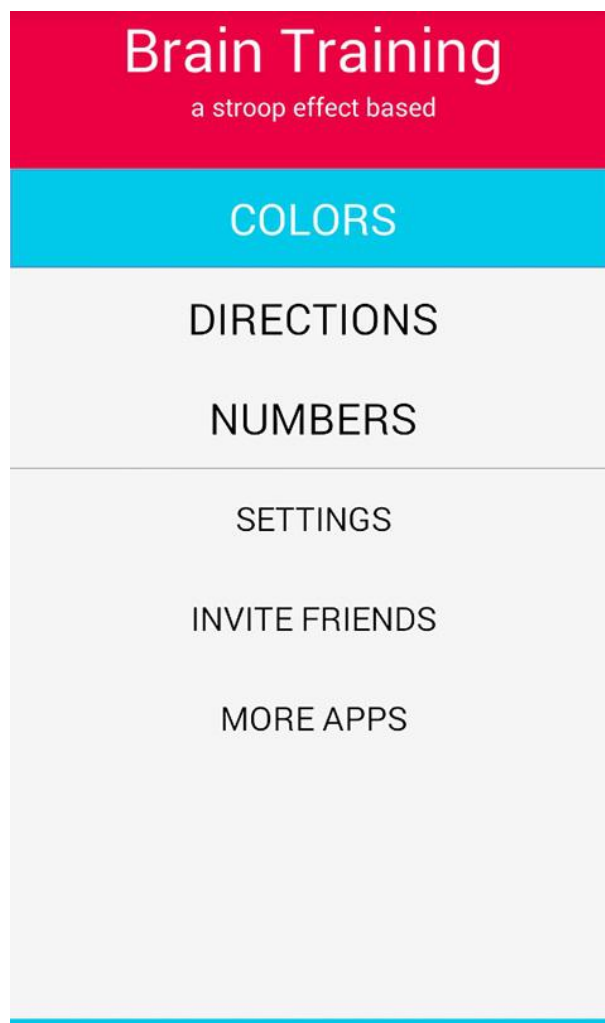 Brain Training
a stroop effect based
COLORS
DIRECTIONS
NUMBERS
SETTINGS
INVITE FRIENDS
MORE APPS